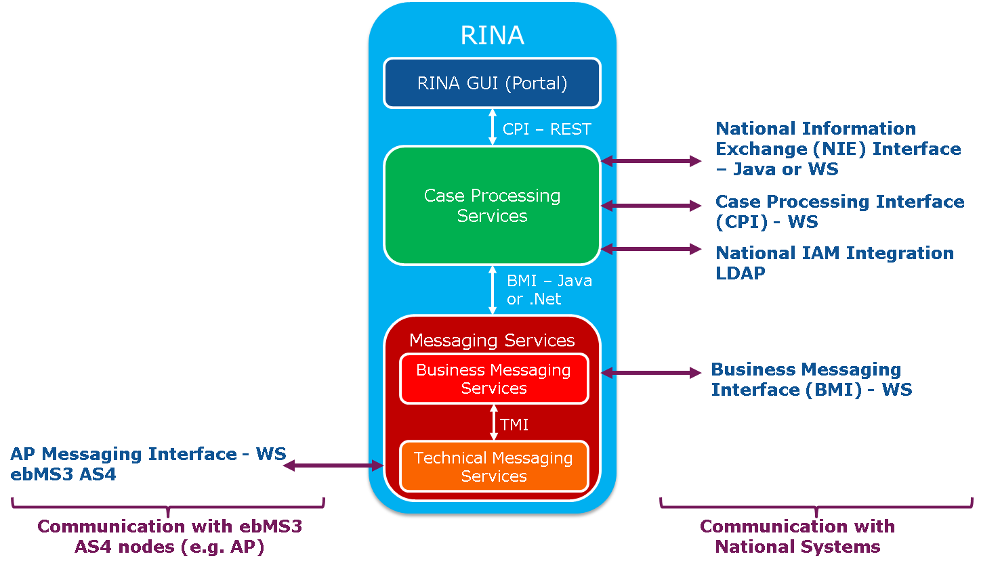 RINA
RINA GUI (Portal)
CPI – REST
Case Processing
Services
BMI – Java
or .Net
Messaging Services
Business Messaging
Services
TMI
Technical Messaging
Services
National Information
Exchange (NIE) Interface
– Java or WS
Case Processing Interface
(CPI) - WS
National IAM Integration
LDAP
Business Messaging
Interface (BMI) - WS
AP Messaging Interface - WS
ebMS3 AS4
Communication with ebMS3
AS4 nodes (e.g. AP)
Communication with
National Systems